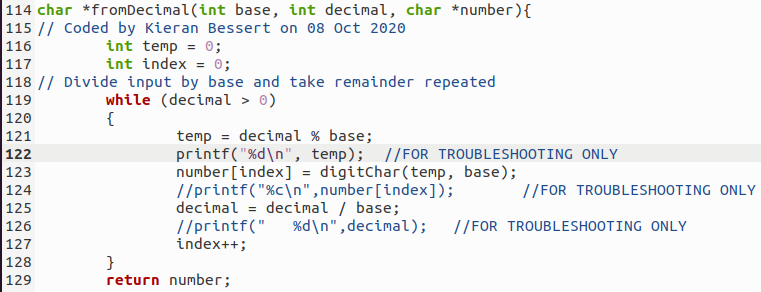 114 char *fromDecimal(int base, int decimal, char *number){
115 // Coded by Kieran Bessert on 08 Oct 2020
116         int temp = 0;
117         int index = 0;
118 // Divide input by base and take remainder repeated
119         while (decimal > 0)
120         {
121                 temp = decimal % base;
122                 printf("%d\n", temp);  //FOR TROUBLESHOOTING ONLY
123                 number[index] = digitChar(temp, base);
124                 //printf("%c\n",number[index]);        //FOR TROUBLESHOOTING ONLY
125                 decimal = decimal / base;
126                 //printf("   %d\n",decimal);   //FOR TROUBLESHOOTING ONLY
127                 index++;
128         }
129         return number;